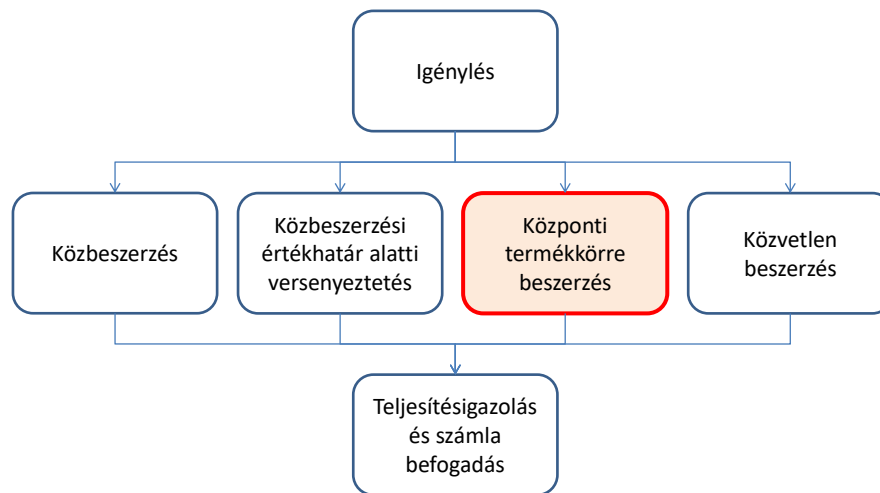 Igénylés
Közbeszerzés
Közbeszerzési
értékhatár alatti
versenyeztetés
Központi
termékkörre
beszerzés
Közvetlen
beszerzés
Teljesítésigazolás
és számla
befogadás